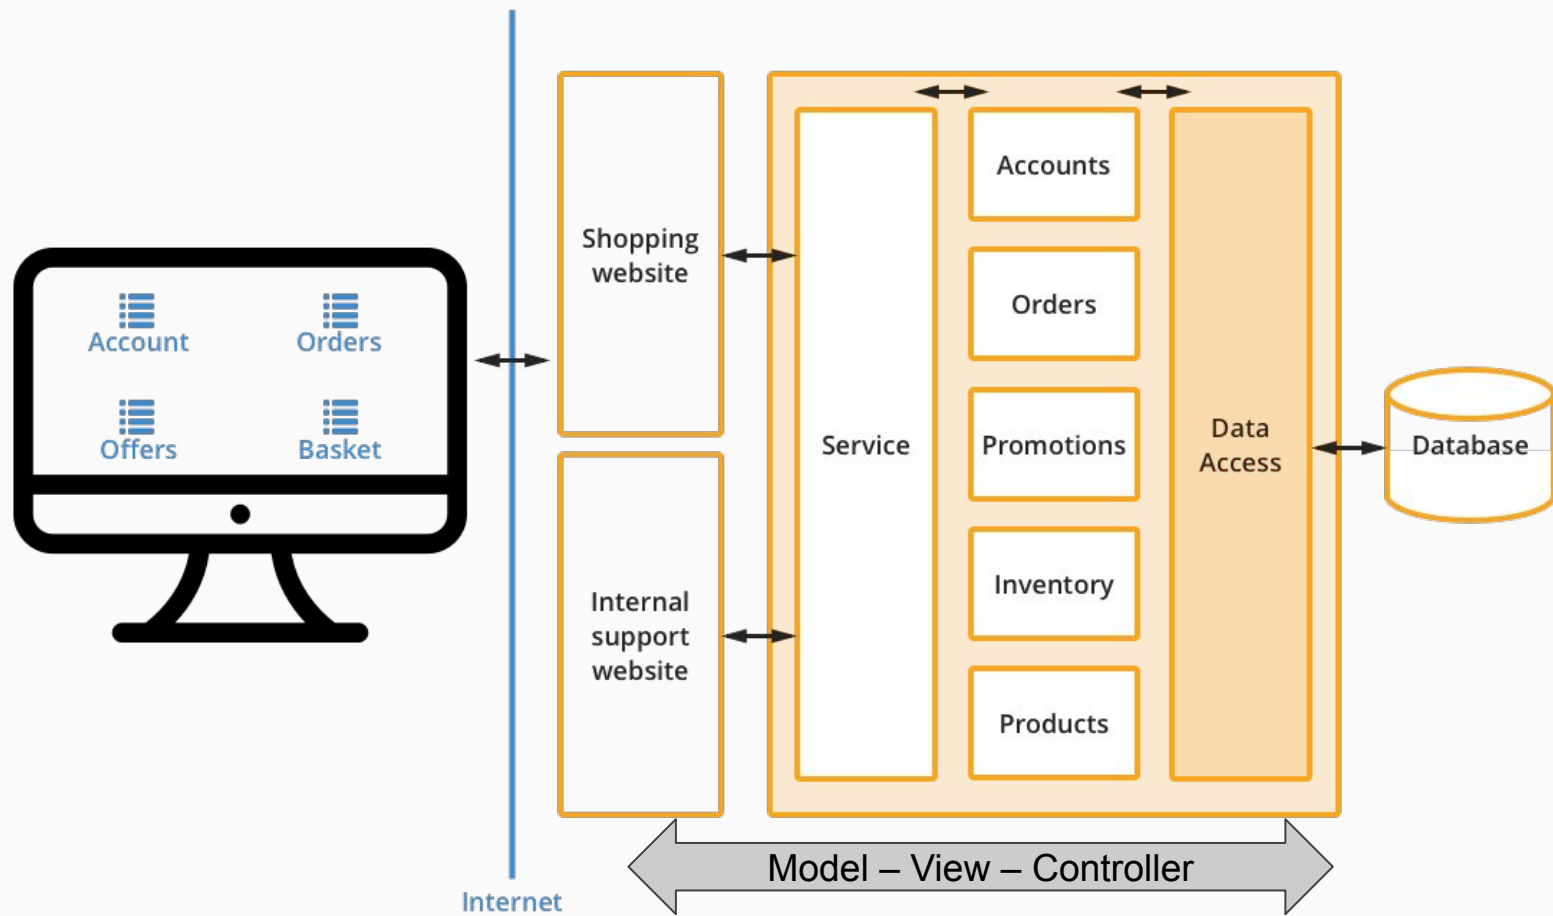 Account
Orders
Offers
Basket
Internet
Shopping
website
Internal
support
website
Service
Accounts
Orders
Promotions
Inventory
Products
Data
Access
Database
Model – View – Controller